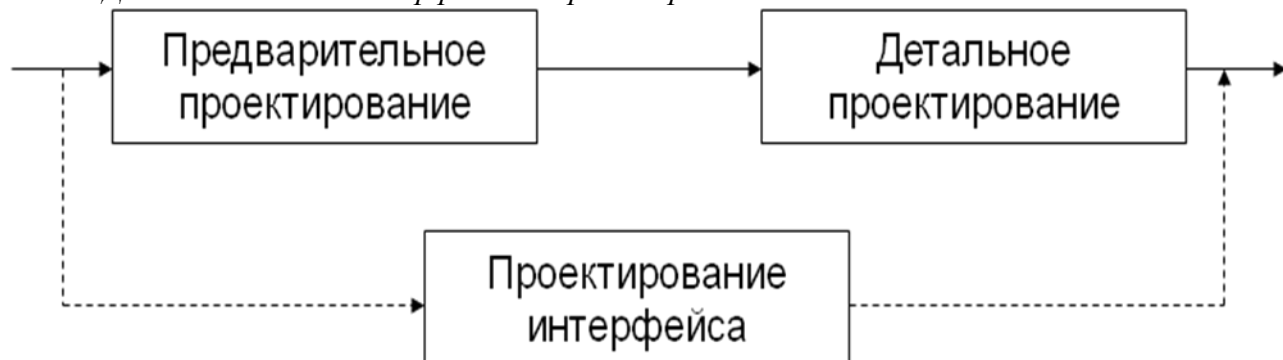 Предварительное
проектирование
Детальное
проектирование
Проектирование
интерфейса